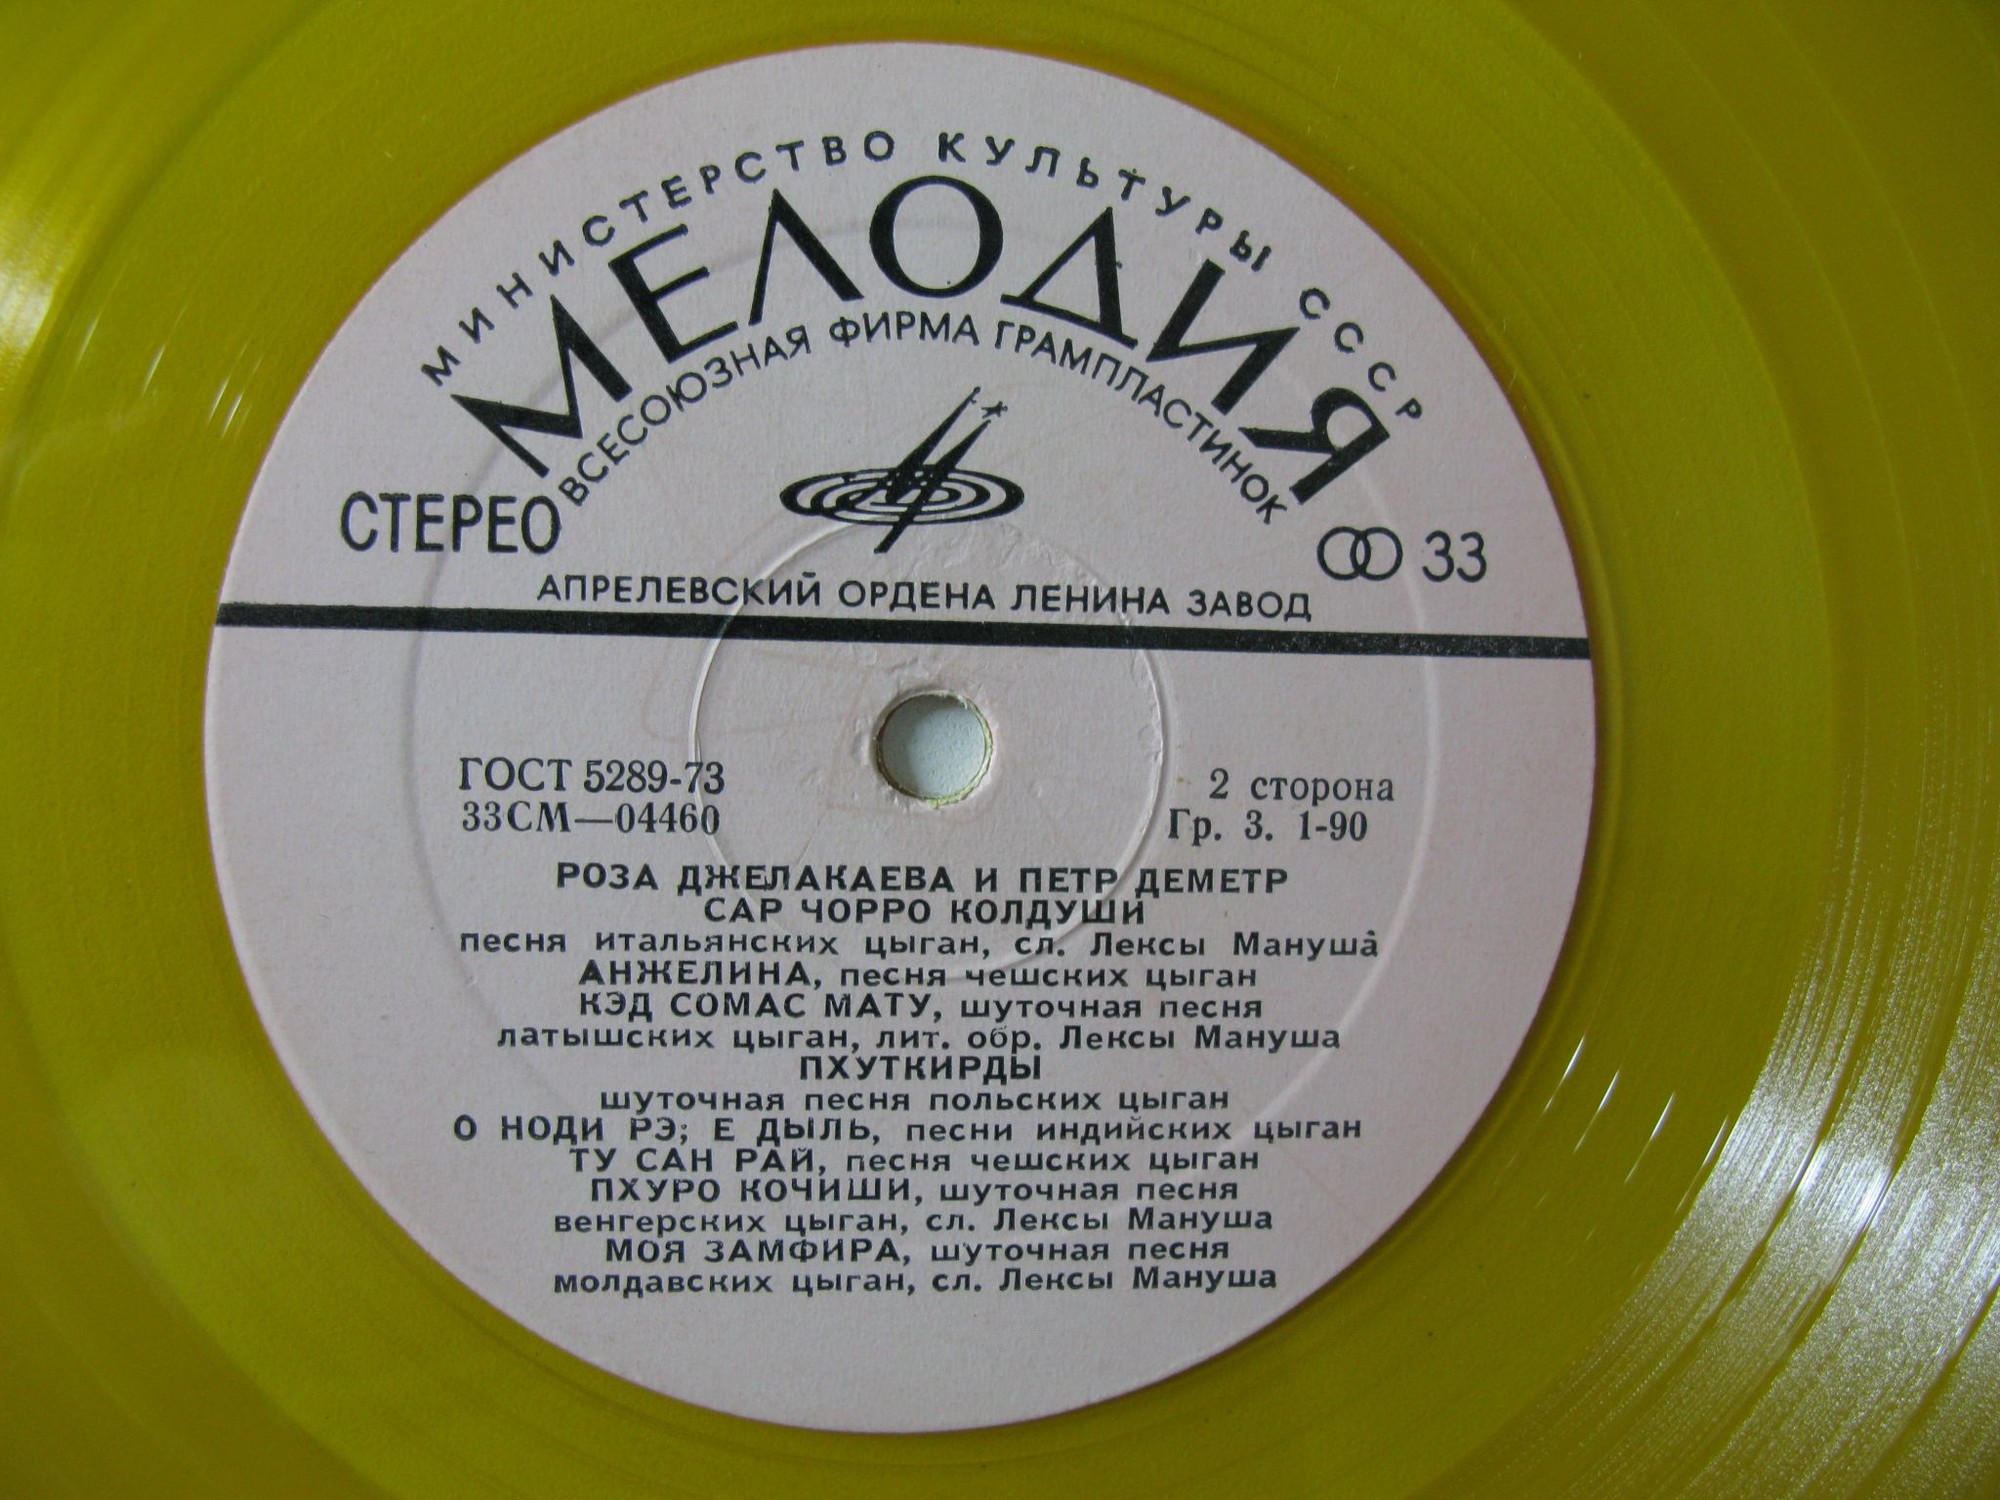 МИНИСТЕРСТВО КУЛЬТУРЫ СССР
МЕЛОДИЯ
ВСЕСОЮЗНАЯ ФИРМА ГРАМПЛАСТИНОК
СТЕРЕО
33
АПРЕЛЕВСКИЙ ОРДЕНА ЛЕНИНА ЗАВОД
ГОСТ 5289-73
33СМ—04460
2 сторона
Гр. 3. 1-90
РОЗА ДЖЕЛАКАЕВА И ПЕТР ДЕМЕТР
САР ЧОРРО КОЛДУШИ
песня итальянских цыган, сл. Лексы Мануша
АНЖЕЛИНА, песня чешских цыган
КЭД СОМАС МАТУ, шуточная песня
латышских цыган, лит. обр. Лексы Мануша
ПХУТКИРДЫ
шуточная песня польских цыган
О НОДИ РЭ; Е ДЫЛЬ, песни индийских цыган
ТУ САН РАЙ, песня чешских цыган
ПХУРО КОЧИШИ, шуточная песня
венгерских цыган, сл. Лексы Мануша
МОЯ ЗАМФИРА, шуточная песня
молдавских цыган, сл. Лексы Мануша